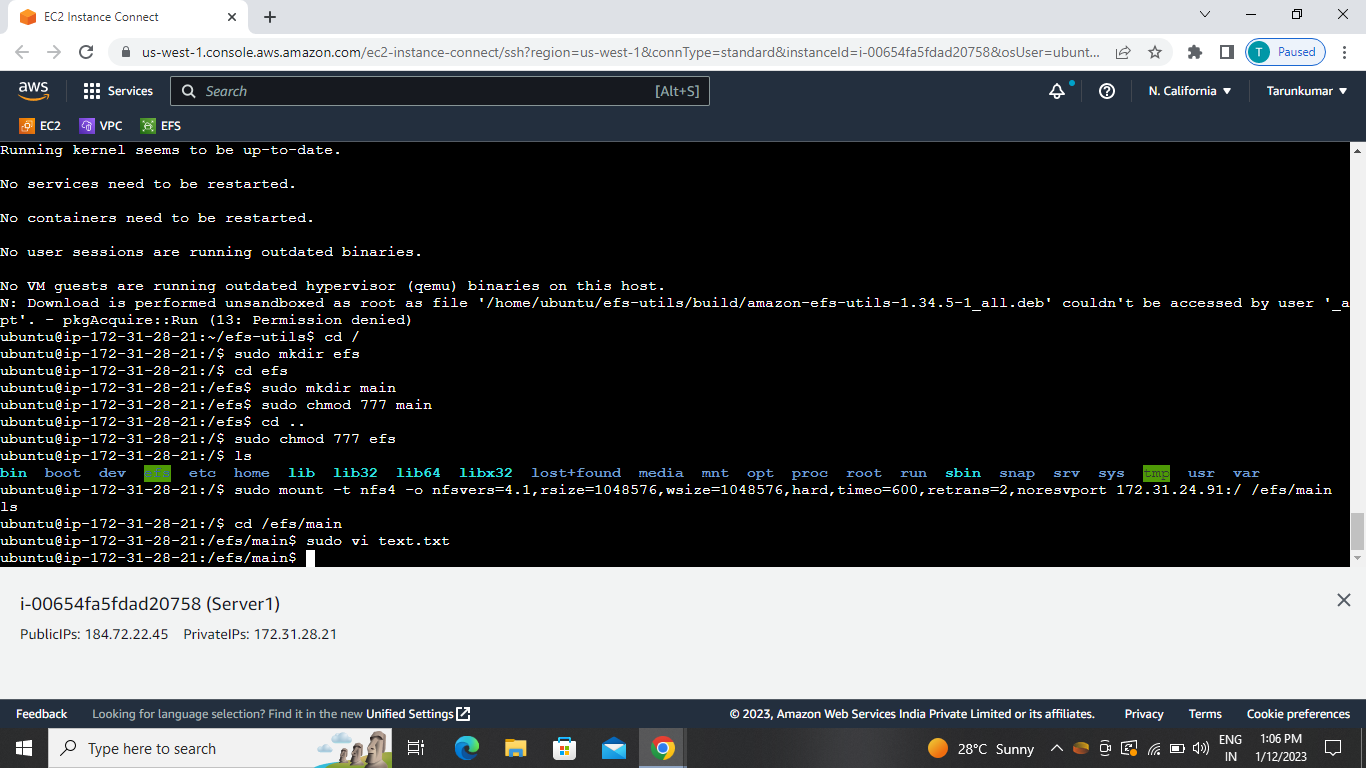 EC2 Instance Connect
us-west-1.console.aws.amazon.com/ec2-instance-connect/ssh?region=us-west-1&connType=standard&instanceId=i-00654fa5fdad20758&osUser=ubunt...
T Paused
aws Services Search [Alt+S] N. California Tarunkumar
EC2 VPC EFS
Running kernel seems to be up-to-date.
No services need to be restarted.
No containers need to be restarted.
No user sessions are running outdated binaries.
No VM guests are running outdated hypervisor (qemu) binaries on this host.
N: Download is performed unsandboxed as root as file '/home/ubuntu/efs-utils/build/amazon-efs-utils-1.34.5-1_all.deb' couldn't be accessed by user '_a
pt'. - pkgAcquire::Run (13: Permission denied)
ubuntu@ip-172-31-28-21:~/efs-utils$ cd /
ubuntu@ip-172-31-28-21:/$ sudo mkdir efs
ubuntu@ip-172-31-28-21:/$ cd efs
ubuntu@ip-172-31-28-21:/efs$ sudo mkdir main
ubuntu@ip-172-31-28-21:/efs$ sudo chmod 777 main
ubuntu@ip-172-31-28-21:/efs$ cd ..
ubuntu@ip-172-31-28-21:/$ sudo chmod 777 efs
ubuntu@ip-172-31-28-21:/$ ls
bin boot dev efs etc home lib lib32 lib64 libx32 lost+found media mnt opt proc root run sbin snap srv sys tmp usr var
ubuntu@ip-172-31-28-21:/$ sudo mount -t nfs4 -o nfsvers=4.1,rsize=1048576,wsize=1048576,hard,timeo=600,retrans=2,noresvport 172.31.24.91:/ /efs/main
ls
ubuntu@ip-172-31-28-21:/$ cd /efs/main
ubuntu@ip-172-31-28-21:/efs/main$ sudo vi text.txt
ubuntu@ip-172-31-28-21:/efs/main$
i-00654fa5fdad20758 (Server1)
PublicIPs: 184.72.22.45 PrivateIPs: 172.31.28.21
Feedback Looking for language selection? Find it in the new Unified Settings © 2023, Amazon Web Services India Private Limited or its affiliates. Privacy Terms Cookie preferences
Type here to search 28°C Sunny ENG 1:06 PM
IN 1/12/2023